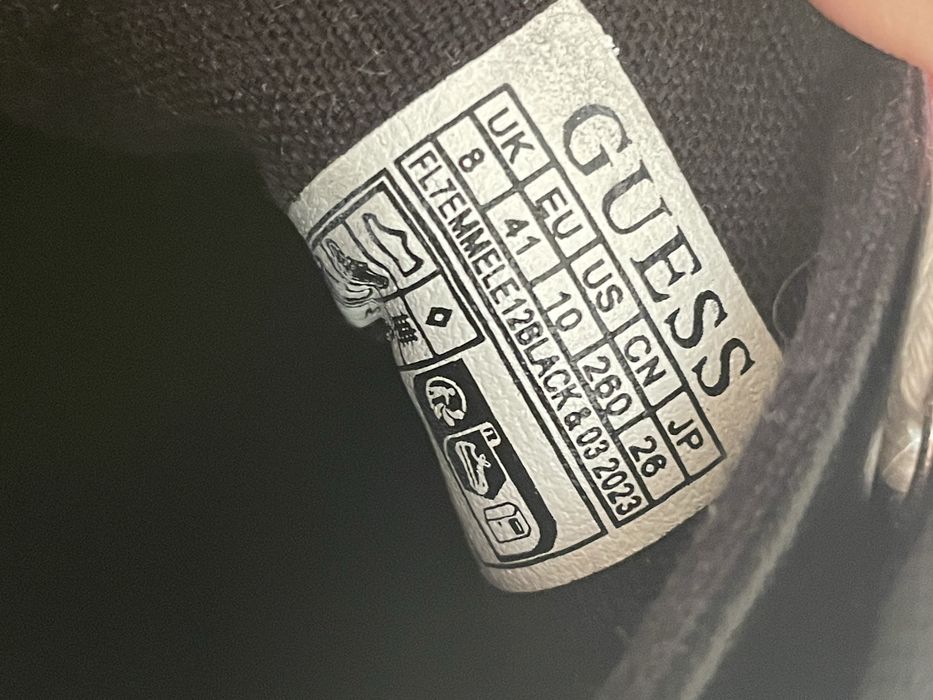 GUESS
UK EU US CN JP
8 41 10 260 26
FL7EMMELE12BLACK & 03 2023